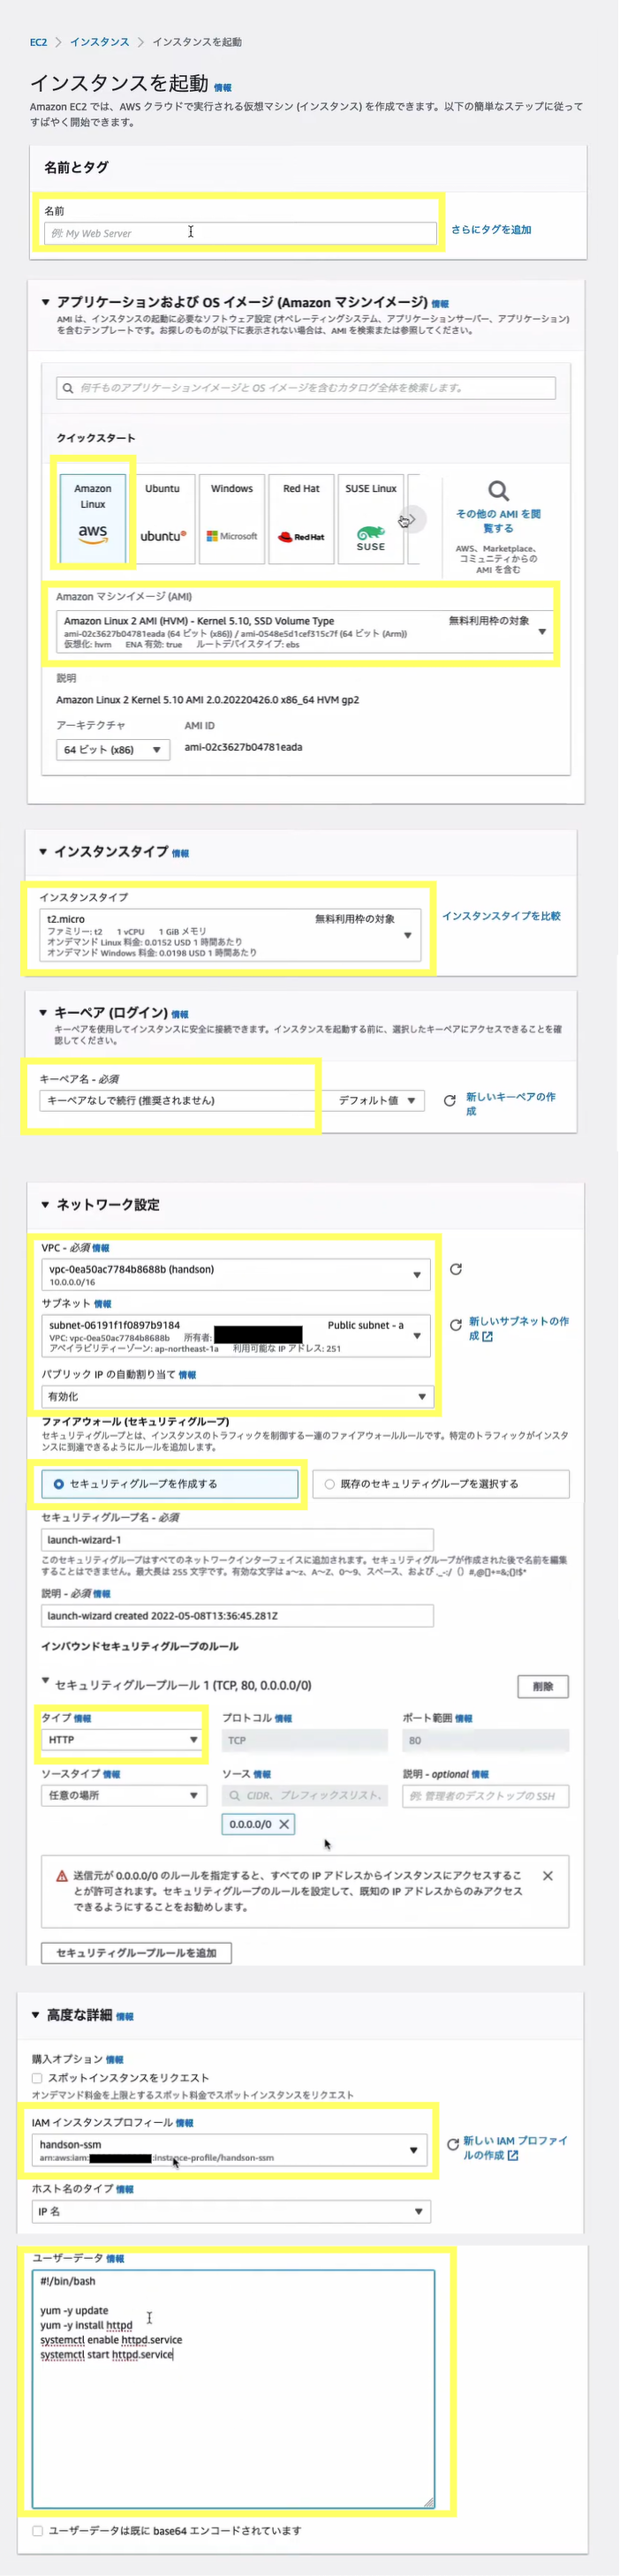 EC2 > インスタンス > インスタンスを起動
インスタンスを起動 情報
Amazon EC2 では、AWS クラウドで実行される仮想マシン (インスタンス) を作成できます。以下の簡単なステップに従って
すばやく開始できます。
名前とタグ
名前
例: My Web Server
さらにタグを追加
アプリケーションおよび OS イメージ (Amazon マシンイメージ) 情報
AMI は、インスタンスの起動に必要なソフトウェア設定 (オペレーティングシステム、アプリケーションサーバー、アプリケーション)
を含むテンプレートです。お探しのものが以下に表示されない場合は、AMI を検索または参照してください。
何千ものアプリケーションイメージと OS イメージを含むカタログ全体を検索します。
クイックスタート
Amazon
Linux
aws
Ubuntu
ubuntu
Windows
Microsoft
Red Hat
Red Hat
SUSE Linux
SUSE
その他の AMI を閲
覧する
AWS、Marketplace、
コミュニティからの
AMI を含む
Amazon マシンイメージ (AMI)
Amazon Linux 2 AMI (HVM) - Kernel 5.10, SSD Volume Type 無料利用枠の対象
ami-02c3627b04781eada (64 ビット (x86)) / ami-0548e5d1cef315c7f (64 ビット (Arm))
仮想化: hvm ENA 有効: true ルートデバイスタイプ: ebs
説明
Amazon Linux 2 Kernel 5.10 AMI 2.0.20220426.0 x86_64 HVM gp2
アーキテクチャ AMI ID
64 ビット (x86) ami-02c3627b04781eada
インスタンスタイプ 情報
インスタンスタイプ
t2.micro 無料利用枠の対象
ファミリー: t2 1 vCPU 1 GiB メモリ
オンデマンド Linux 料金: 0.0152 USD 1 時間あたり
オンデマンド Windows 料金: 0.0198 USD 1 時間あたり
インスタンスタイプを比較
キーペア (ログイン) 情報
キーペアを使用してインスタンスに安全に接続できます。インスタンスを起動する前に、選択したキーペアにアクセスできることを確
認してください。
キーペア名 - 必須
キーペアなしで続行 (推奨されません) デフォルト値
新しいキーペアの作
成
ネットワーク設定
VPC - 必須 情報
vpc-0ea50ac7784b8688b (handson)
10.0.0.0/16
サブネット 情報
subnet-06191f1f0897b9184 Public subnet - a
VPC: vpc-0ea50ac7784b8688b 所有者:
アベイラビリティーゾーン: ap-northeast-1a 利用可能な IP アドレス: 251
新しいサブネットの作
成
パブリック IP の自動割り当て 情報
有効化
ファイアウォール (セキュリティグループ)
セキュリティグループとは、インスタンスのトラフィックを制御する一連のファイアウォールルールです。特定のトラフィックがインスタ
ンスに到達できるようにルールを追加します。
セキュリティグループを作成する 既存のセキュリティグループを選択する
セキュリティグループ名 - 必須
launch-wizard-1
このセキュリティグループはすべてのネットワークインターフェイスに追加されます。セキュリティグループが作成された後で名前を編集
することはできません。最大長は 255 文字です。有効な文字は a～z、A～Z、0～9、スペース、および ._-:/（）#,@[]+=&;{}!$*
説明 - 必須 情報
launch-wizard created 2022-05-08T13:36:45.281Z
インバウンドセキュリティグループのルール
セキュリティグループルール 1 (TCP, 80, 0.0.0.0/0) 削除
タイプ 情報 プロトコル 情報 ポート範囲 情報
HTTP TCP 80
ソースタイプ 情報 ソース 情報 説明 - optional 情報
任意の場所 CIDR、プレフィックスリスト、 例: 管理者のデスクトップの SSH
0.0.0.0/0
送信元が 0.0.0.0/0 のルールを指定すると、すべての IP アドレスからインスタンスにアクセスするこ
とが許可されます。セキュリティグループのルールを設定して、既知の IP アドレスからのみアクセス
できるようにすることをお勧めします。
セキュリティグループルールを追加
高度な詳細 情報
購入オプション 情報
スポットインスタンスをリクエスト
オンデマンド料金を上限とするスポット料金でスポットインスタンスをリクエスト
IAM インスタンスプロフィール 情報
handson-ssm
arn:aws:iam: :instance-profile/handson-ssm
新しい IAM プロファイ
ルの作成
ホスト名のタイプ 情報
IP 名
ユーザーデータ 情報
#!/bin/bash
yum -y update
yum -y install httpd
systemctl enable httpd.service
systemctl start httpd.service
ユーザーデータは既に base64 エンコードされています